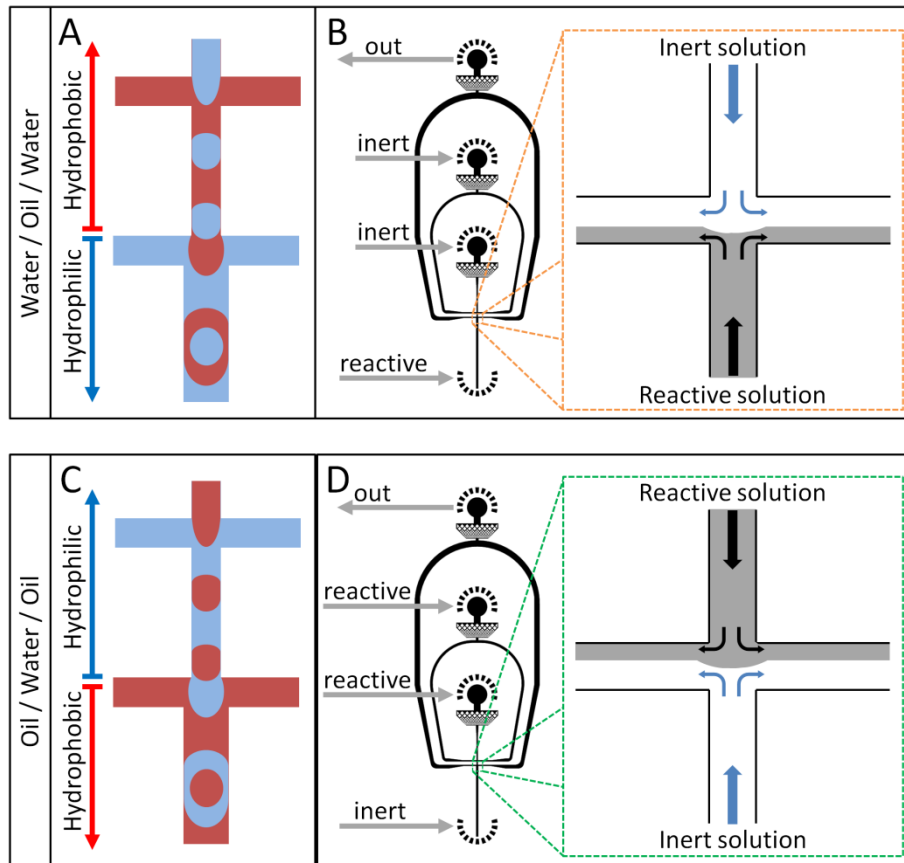 Water / Oil / Water
Hydrophobic
Hydrophilic
A
B
out
inert
inert
reactive
Inert solution
Reactive solution
Oil / Water / Oil
Hydrophilic
Hydrophobic
C
D
out
reactive
reactive
inert
Reactive solution
Inert solution